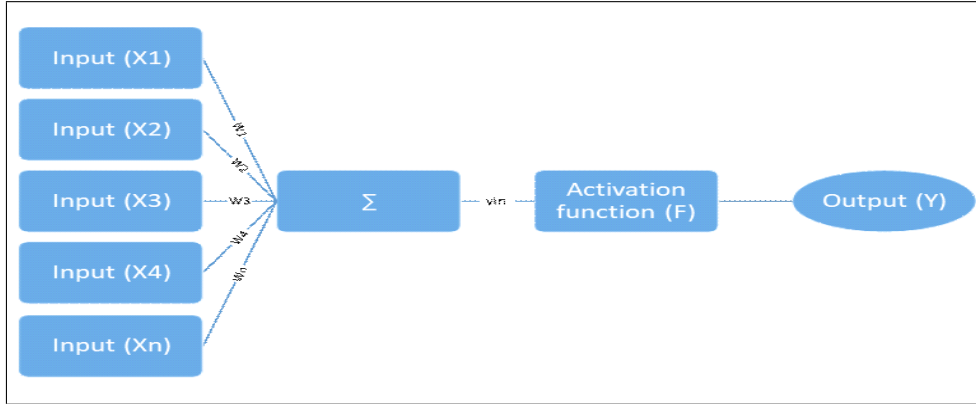 Input (X1)
Input (X2)
Input (X3)
Input (X4)
Input (Xn)
W1
W2
W3
W4
Wn
Σ
yin
Activation
function (F)
Output (Y)